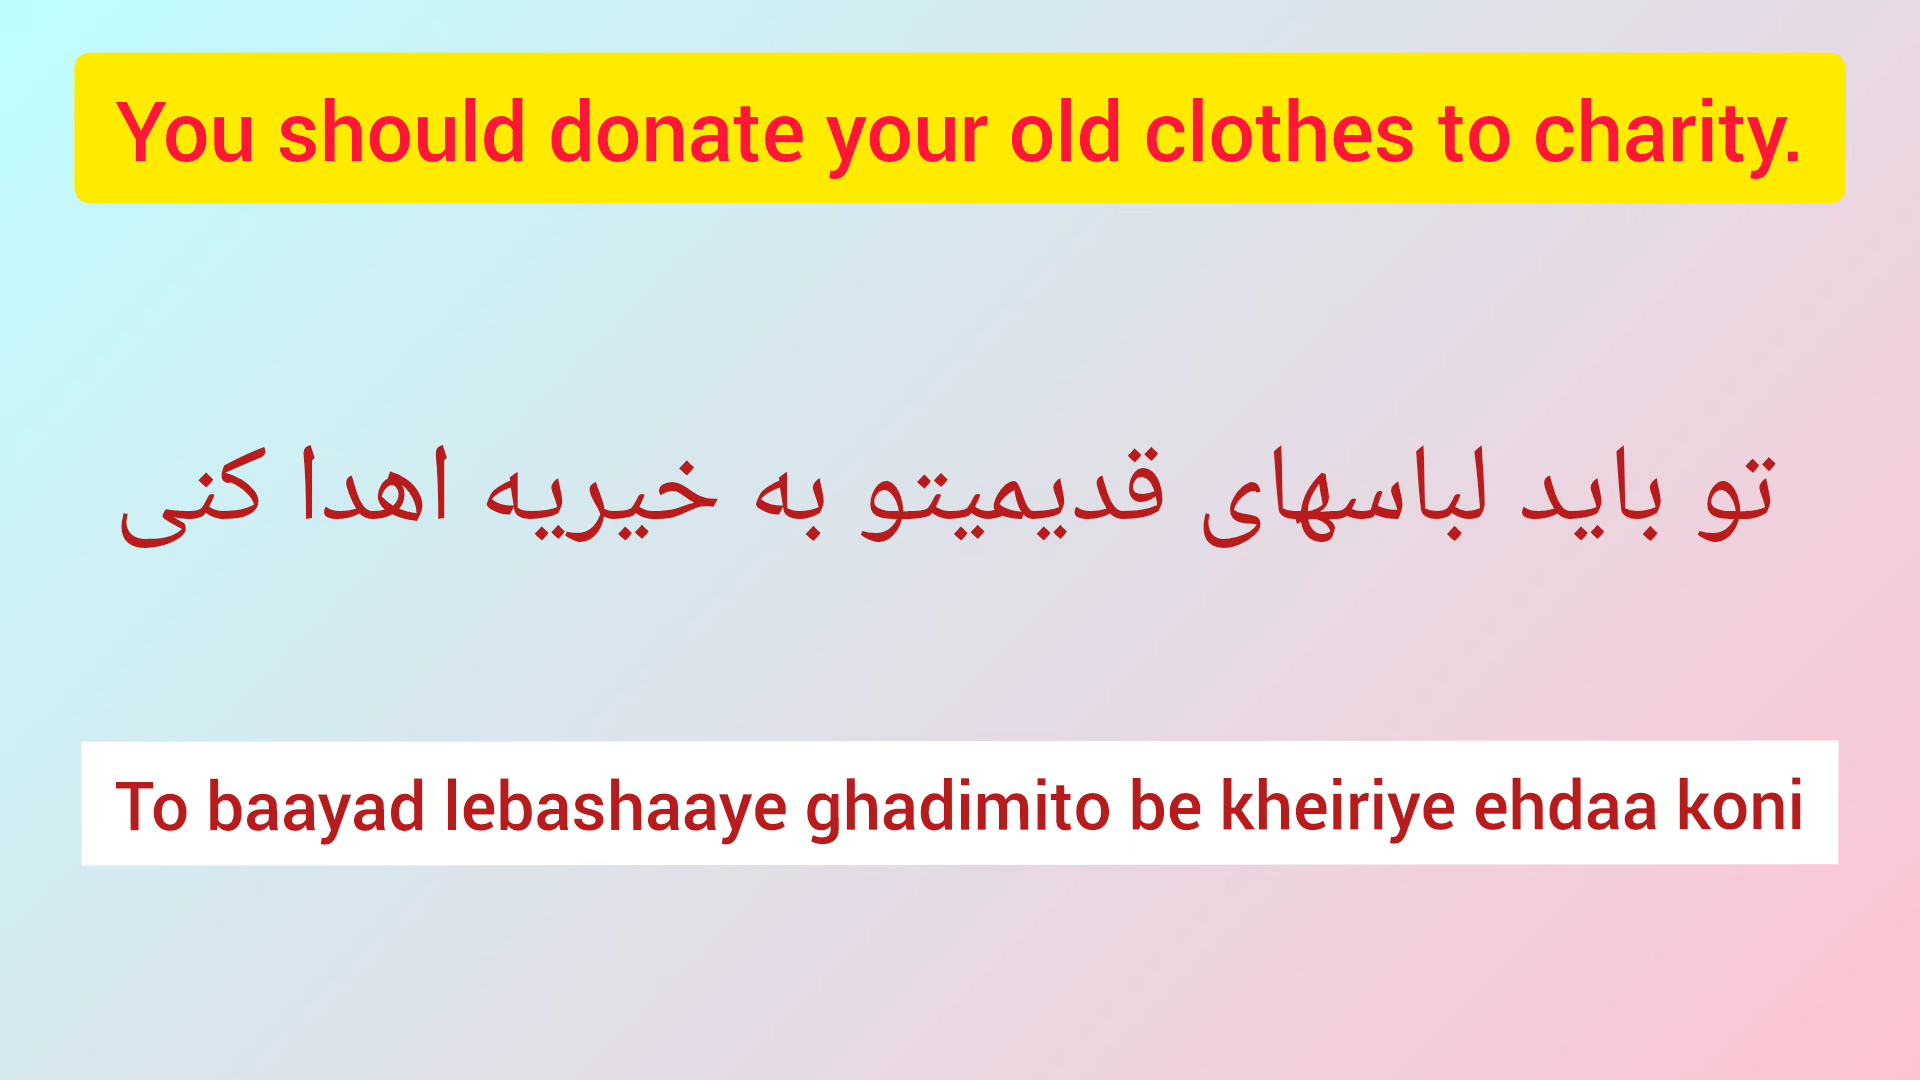 You should donate your old clothes to charity.
تو باید لباسهای قدیمیتو به خیریه اهدا کنی
To baayad lebashaaye ghadimito be kheiriye ehdaa koni